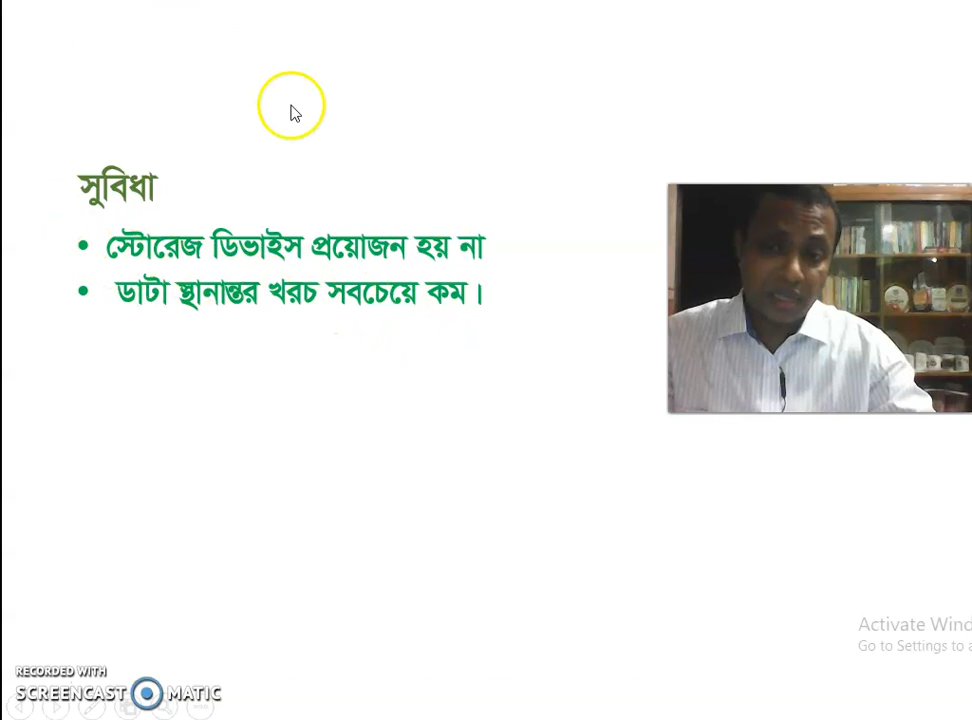 সুবিধা
• স্টোরেজ ডিভাইস প্রয়োজন হয় না
• ডাটা স্থানান্তর খরচ সবচেয়ে কম।
Activate Wind
Go to Settings to a
RECORDED WITH
SCREENCAST MATIC